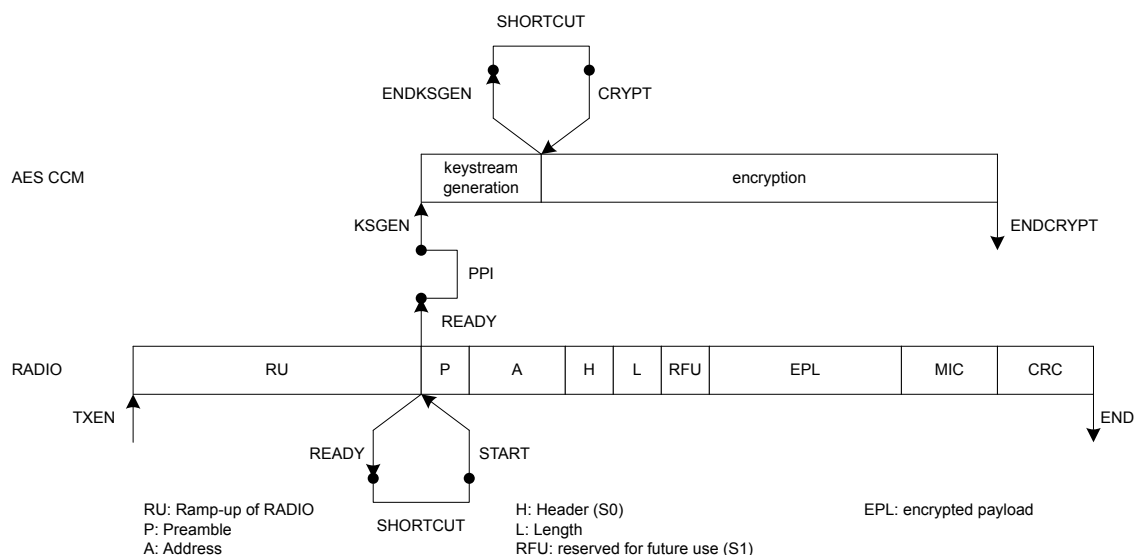 SHORTCUT
ENDKSGEN
CRYPT
AES CCM
keystream
generation
encryption
KSGEN
ENDCRYPT
PPI
READY
RADIO
RU
P
A
H
L
RFU
EPL
MIC
CRC
TXEN
END
READY
START
SHORTCUT
RU: Ramp-up of RADIO
P: Preamble
A: Address
H: Header (S0)
L: Length
RFU: reserved for future use (S1)
EPL: encrypted payload